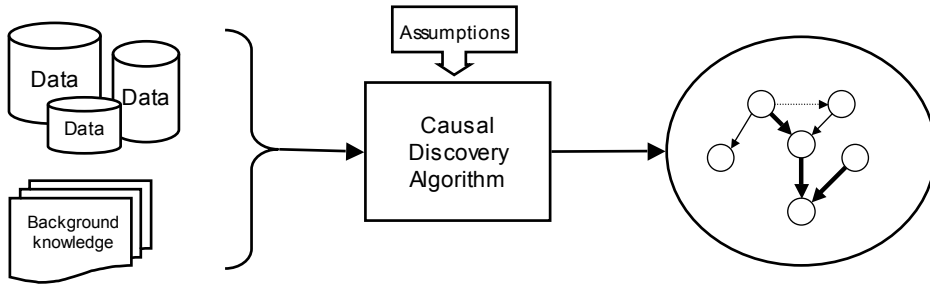 Data
Data
Data
Background
knowledge
Assumptions
Causal
Discovery
Algorithm